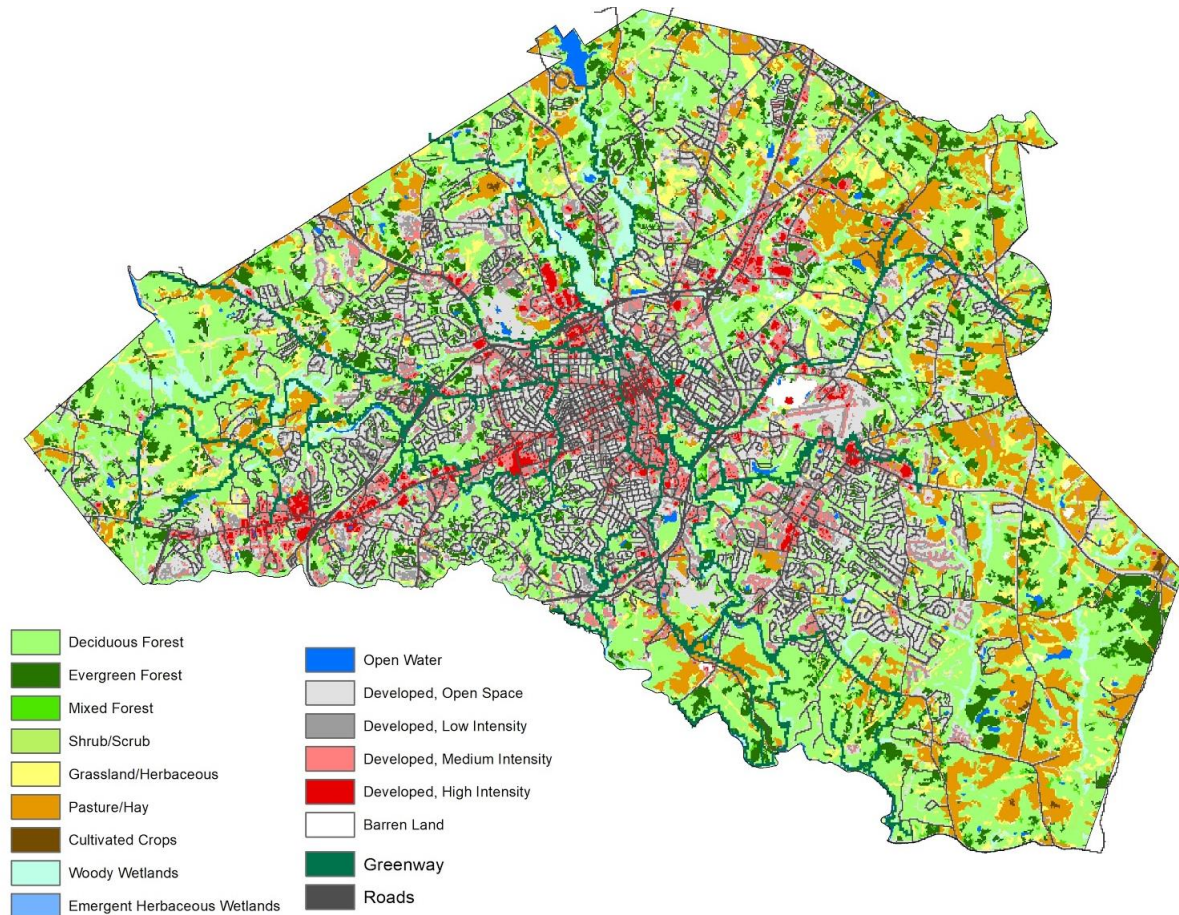 Deciduous Forest
Evergreen Forest
Mixed Forest
Shrub/Scrub
Grassland/Herbaceous
Pasture/Hay
Cultivated Crops
Woody Wetlands
Emergent Herbaceous Wetlands
Open Water
Developed, Open Space
Developed, Low Intensity
Developed, Medium Intensity
Developed, High Intensity
Barren Land
Greenway
Roads